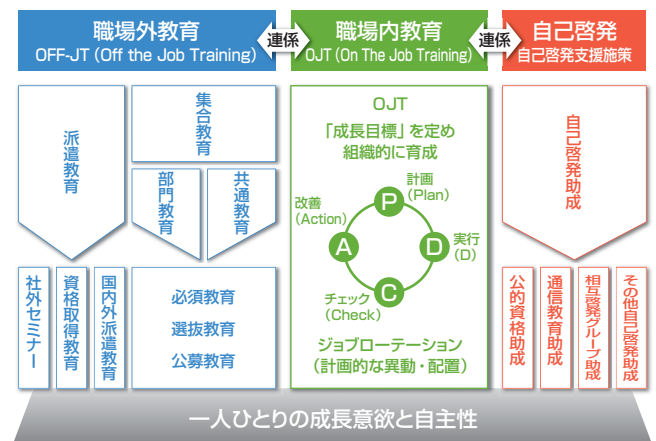 職場外教育
OFF-JT（Off the Job Training）
連係
職場内教育
OJT（On The Job Training）
連係
自己啓発
自己啓発支援施策
派遣教育
集合教育
部門教育
共通教育
社外セミナー
資格取得教育
国内外派遣教育
必須教育
選抜教育
公募教育
OJT
「成長目標」を定め
組織的に育成
計画
(Plan)
改善
(Action)
P
A
D
実行
(D)
C
チェック
(Check)
ジョブローテーション
（計画的な異動・配置）
自己啓発助成
公的資格助成
通信教育助成
相互啓発グループ助成
その他自己啓発助成
一人ひとりの成長意欲と自主性